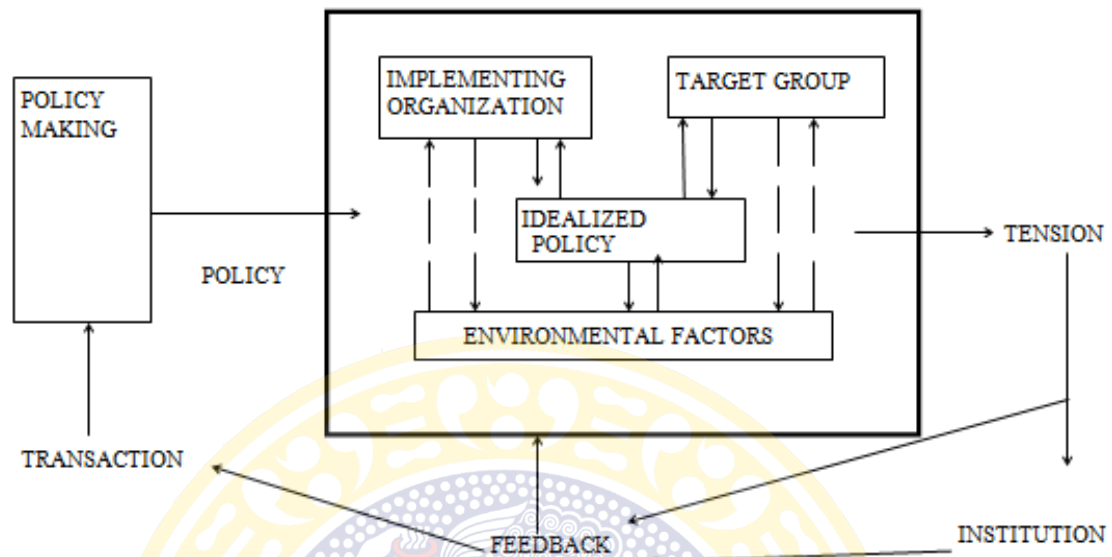 POLICY
MAKING
IMPLEMENTING
ORGANIZATION
TARGET GROUP
IDEALIZED
POLICY
ENVIRONMENTAL FACTORS
POLICY
TENSION
TRANSACTION
FEEDBACK
INSTITUTION